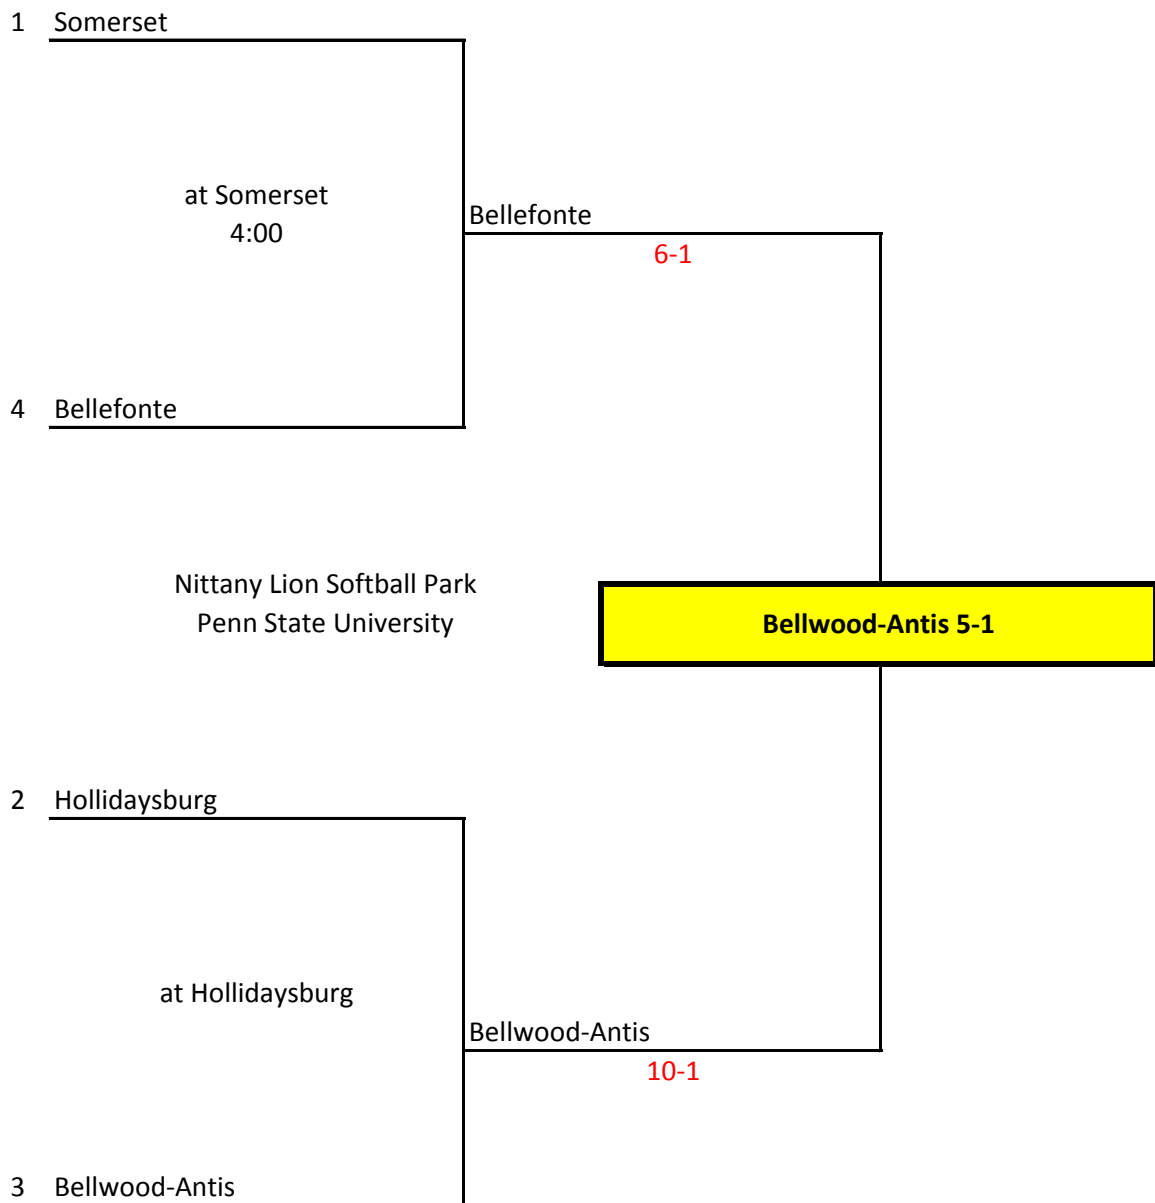 1 Somerset
at Somerset
4:00
Bellefonte
6-1
4 Bellefonte
Nittany Lion Softball Park
Penn State University
Bellwood-Antis 5-1
2 Hollidaysburg
at Hollidaysburg
Bellwood-Antis
10-1
3 Bellwood-Antis